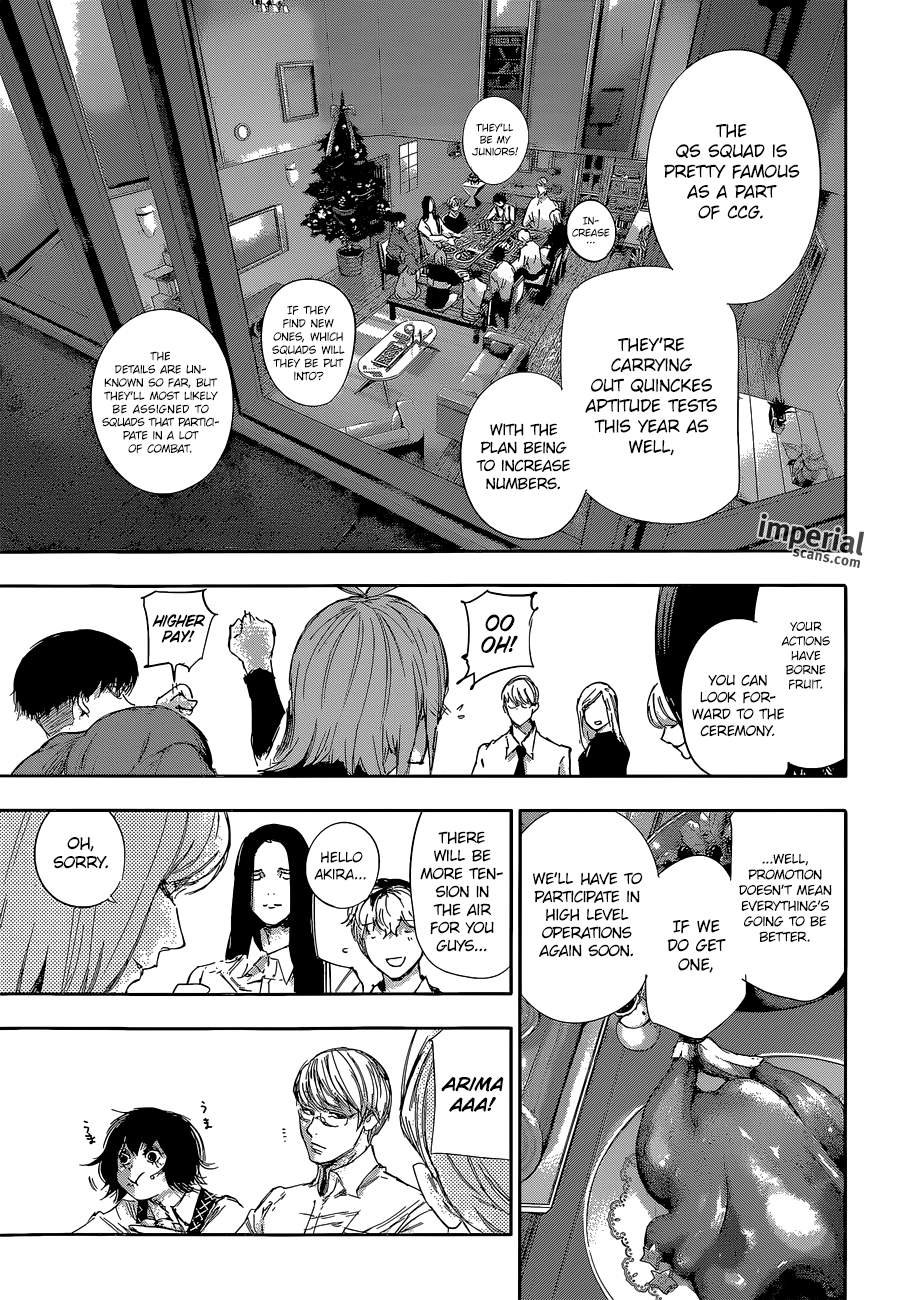 THE
QS SQUAD IS
PRETTY FAMOUS
AS A PART
OF CCG.
THEY'LL
BE MY
JUNIORS!
IN-
CREASE...
THEY'RE
CARRYING
OUT QUINCKES
APTITUDE TESTS
THIS YEAR AS
WELL,
WITH THE
PLAN BEING
TO INCREASE
NUMBERS.
IF THEY
FIND NEW
ONES, WHICH
SQUADS WILL
THEY BE PUT
INTO?
THE
DETAILS ARE UN-
KNOWN SO FAR, BUT
THEY'LL MOST LIKELY
BE ASSIGNED TO
SQUADS THAT PARTICI-
PATE IN A LOT
OF COMBAT.
imperial
scans.com
YOUR
ACTIONS
HAVE
BORNE
FRUIT.
YOU CAN
LOOK FOR-
WARD TO THE
CEREMONY.
OO
OH!
HIGHER
PAY!
...WELL,
PROMOTION
DOESN'T MEAN
EVERYTHING'S
GOING TO BE
BETTER.
IF WE
DO GET
ONE,
WE'LL HAVE TO
PARTICIPATE IN
HIGH LEVEL
OPERATIONS
AGAIN SOON.
THERE
WILL BE
MORE TEN-
SION IN
THE AIR
FOR YOU
GUYS...
HELLO
AKIRA...
OH,
SORRY.
ARIMA
AAA!
うま
うま